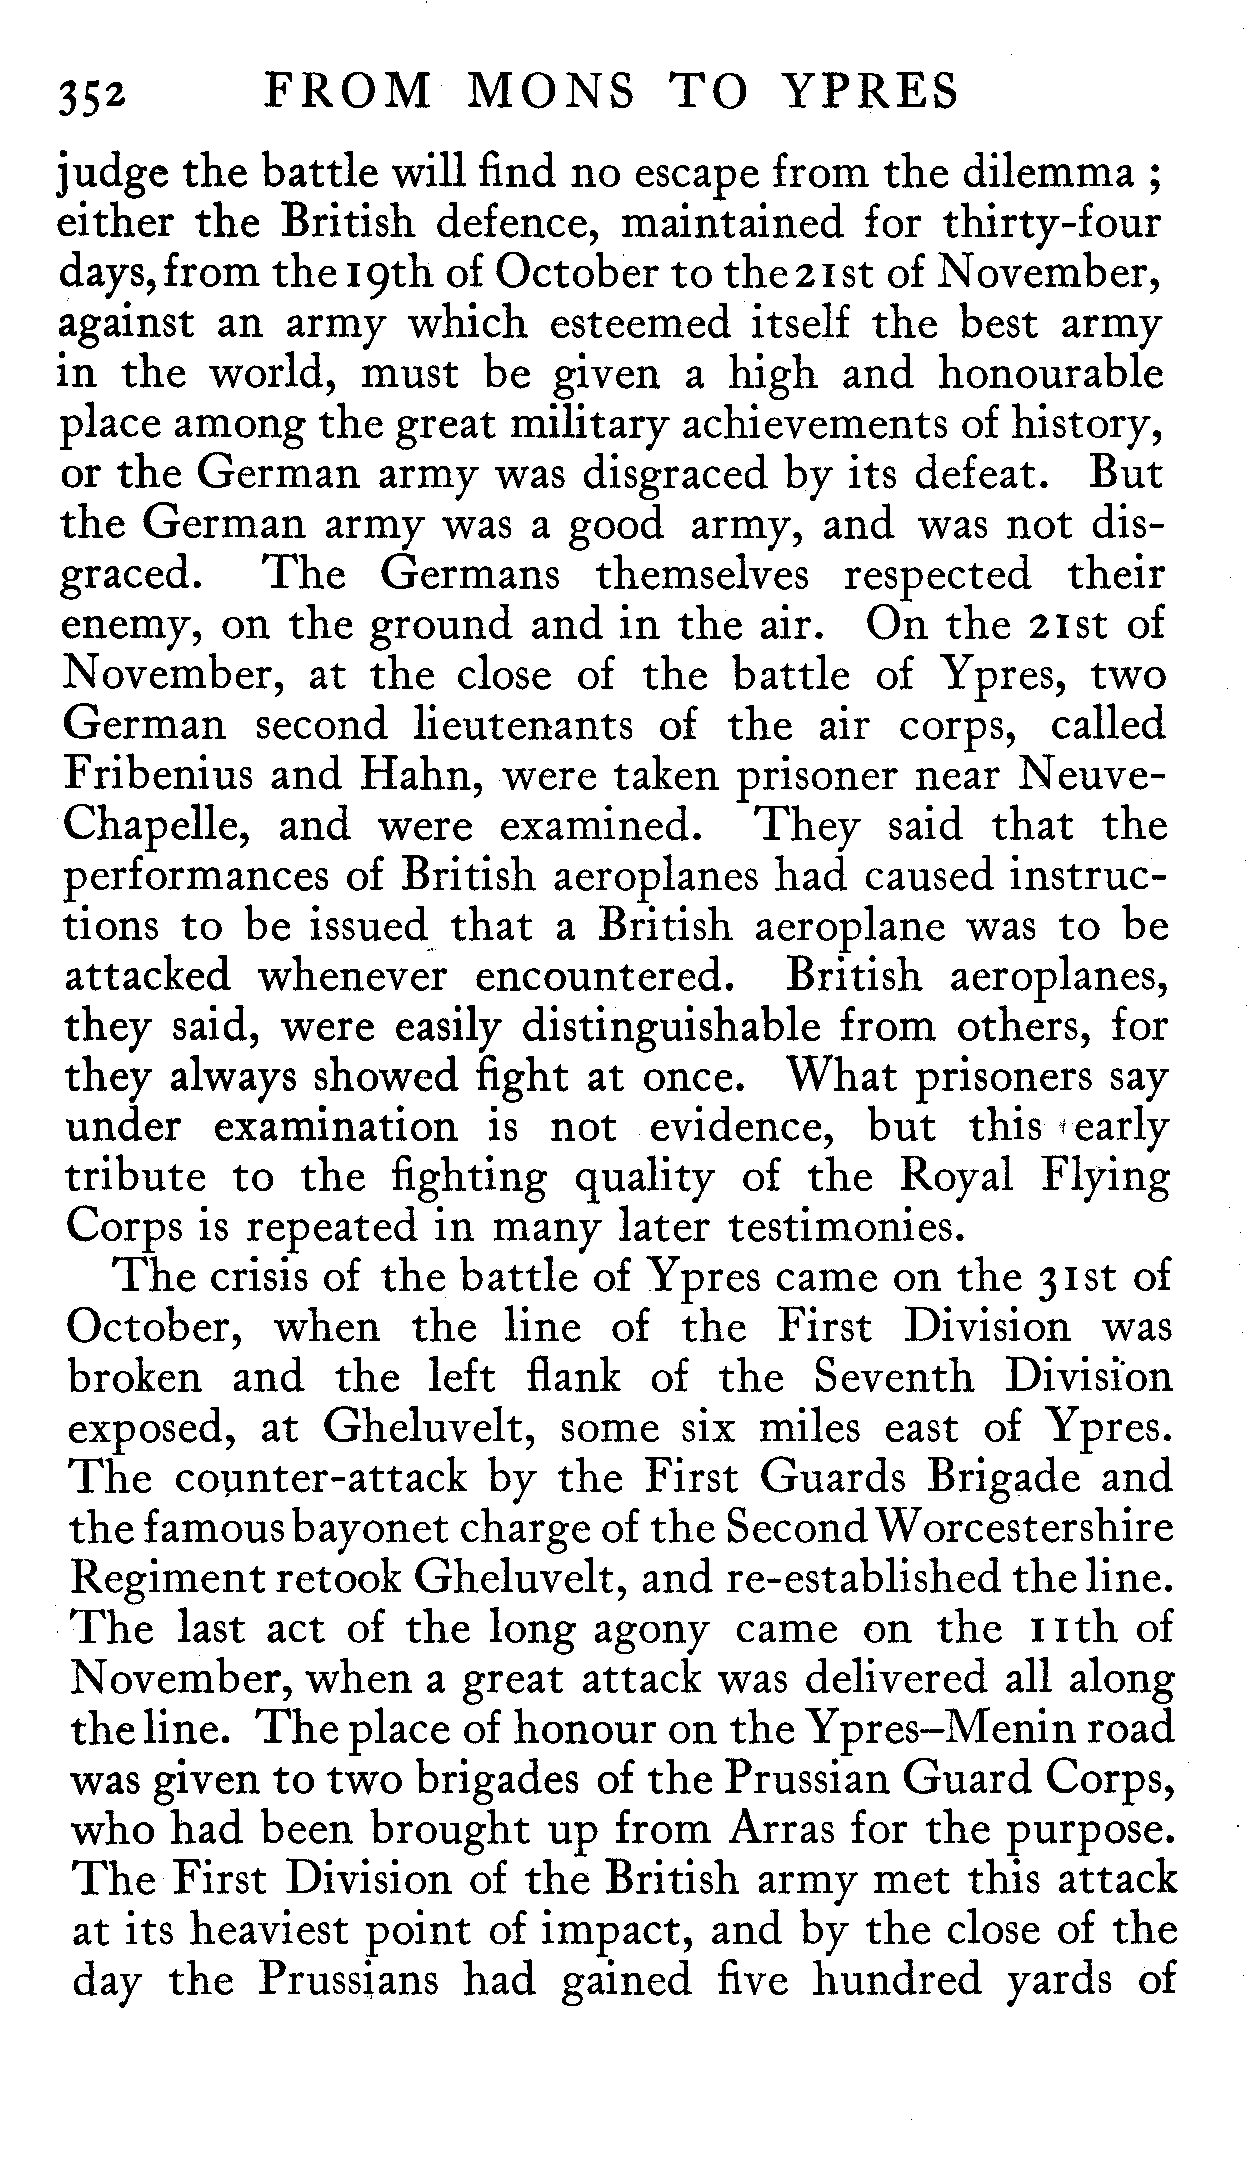 352 FROM MONS TO YPRES
judge the battle will find no escape from the dilemma ;
either the British defence, maintained for thirty-four
days, from the 19th of October to the 21st of November,
against an army which esteemed itself the best army
in the world, must be given a high and honourable
place among the great military achievements of history,
or the German army was disgraced by its defeat. But
the German army was a good army, and was not dis-
graced. The Germans themselves respected their
enemy, on the ground and in the air. On the 21st of
November, at the close of the battle of Ypres, two
German second lieutenants of the air corps, called
Fribenius and Hahn, were taken prisoner near Neuve-
Chapelle, and were examined. They said that the
performances of British aeroplanes had caused instruc-
tions to be issued that a British aeroplane was to be
attacked whenever encountered. British aeroplanes,
they said, were easily distinguishable from others, for
they always showed fight at once. What prisoners say
under examination is not evidence, but this early
tribute to the fighting quality of the Royal Flying
Corps is repeated in many later testimonies.
The crisis of the battle of Ypres came on the 31st of
October, when the line of the First Division was
broken and the left flank of the Seventh Division
exposed, at Gheluvelt, some six miles east of Ypres.
The counter-attack by the First Guards Brigade and
the famous bayonet charge of the Second Worcestershire
Regiment retook Gheluvelt, and re-established the line.
The last act of the long agony came on the 11th of
November, when a great attack was delivered all along
the line. The place of honour on the Ypres–Menin road
was given to two brigades of the Prussian Guard Corps,
who had been brought up from Arras for the purpose.
The First Division of the British army met this attack
at its heaviest point of impact, and by the close of the
day the Prussians had gained five hundred yards of